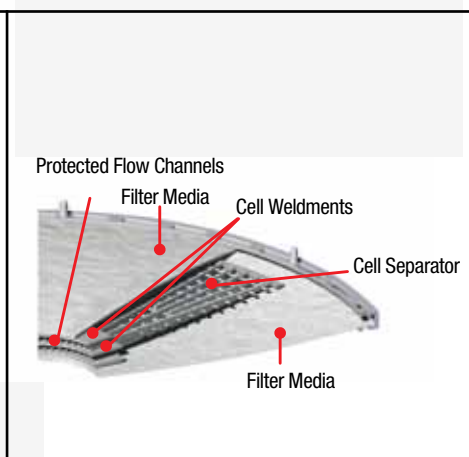 Protected Flow Channels
Filter Media
Cell Weldments
Cell Separator
Filter Media